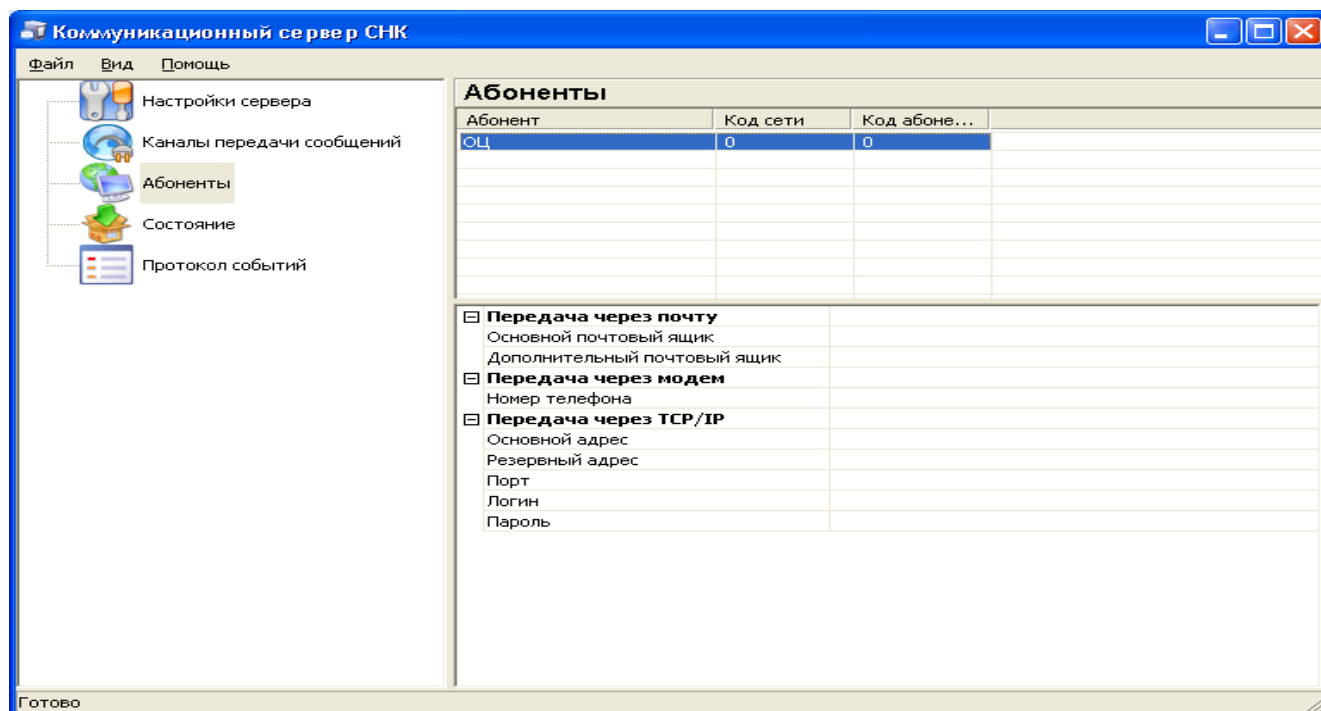 Коммуникационный сервер СНК
Файл Вид Помощь
Настройки сервера
Каналы передачи сообщений
Абоненты
Состояние
Протокол событий
Абоненты
Абонент Код сети Код абоне...
ОЦ 0 0
Передача через почту
Основной почтовый ящик
Дополнительный почтовый ящик
Передача через модем
Номер телефона
Передача через TCP/IP
Основной адрес
Резервный адрес
Порт
Логин
Пароль
Готово